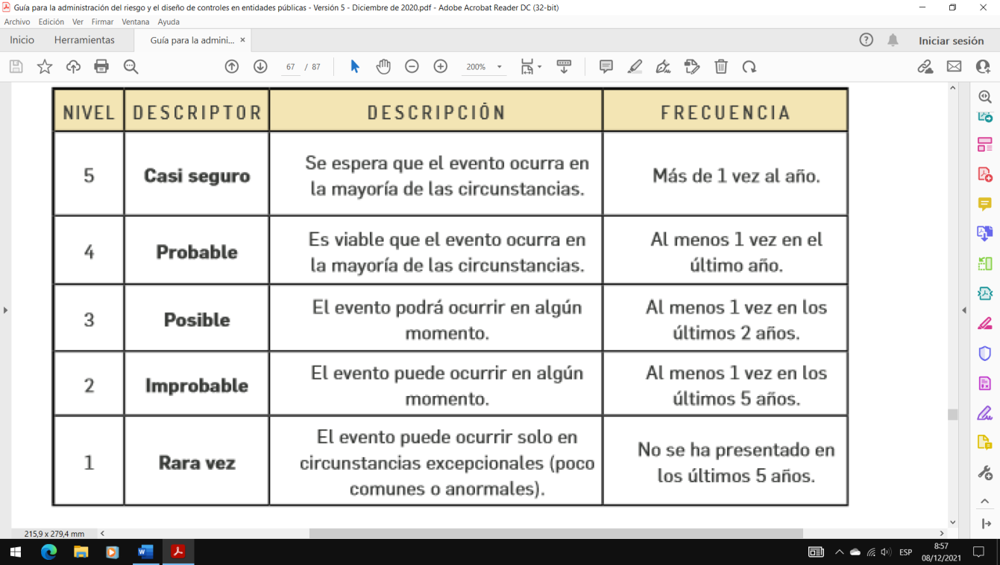 Guía para la administración del riesgo y el diseño de controles en entidades públicas - Versión 5 - Diciembre de 2020.pdf - Adobe Acrobat Reader DC (32-bit)
Archivo Edición Ver Firmar Ventana Ayuda
Inicio Herramientas Guía para la admini... × Iniciar sesión
67 / 87 200%
NIVEL DESCRIPTOR DESCRIPCIÓN FRECUENCIA
5 Casi seguro Se espera que el evento ocurra en
la mayoría de las circunstancias. Más de 1 vez al año.
4 Probable Es viable que el evento ocurra en
la mayoría de las circunstancias. Al menos 1 vez en el
último año.
3 Posible El evento podrá ocurrir en algún
momento. Al menos 1 vez en los
últimos 2 años.
2 Improbable El evento puede ocurrir en algún
momento. Al menos 1 vez en los
últimos 5 años.
1 Rara vez El evento puede ocurrir solo en
circunstancias excepcionales (poco
comunes o anormales). No se ha presentado en
los últimos 5 años.
215,9 x 279,4 mm
ESP 8:57
08/12/2021